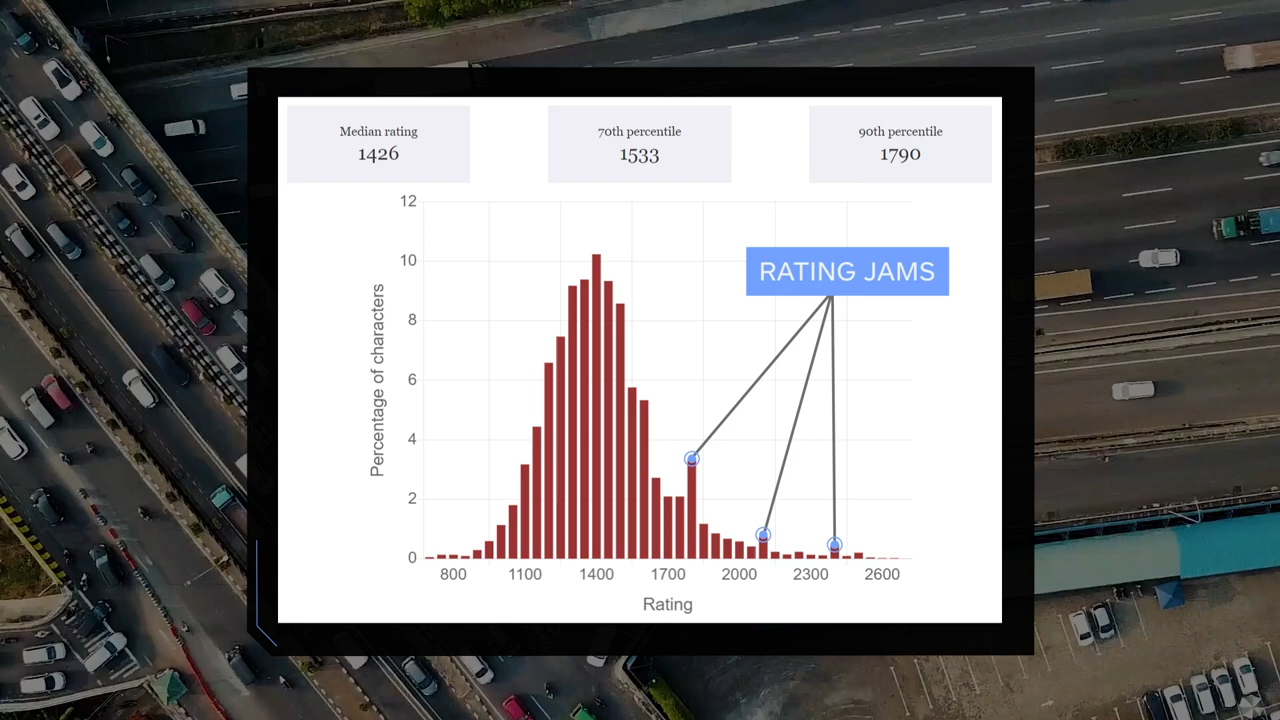 Median rating
1426
70th percentile
1533
90th percentile
1790
RATING JAMS
Percentage of characters
12
10
8
6
4
2
0
800 1100 1400 1700 2000 2300 2600
Rating